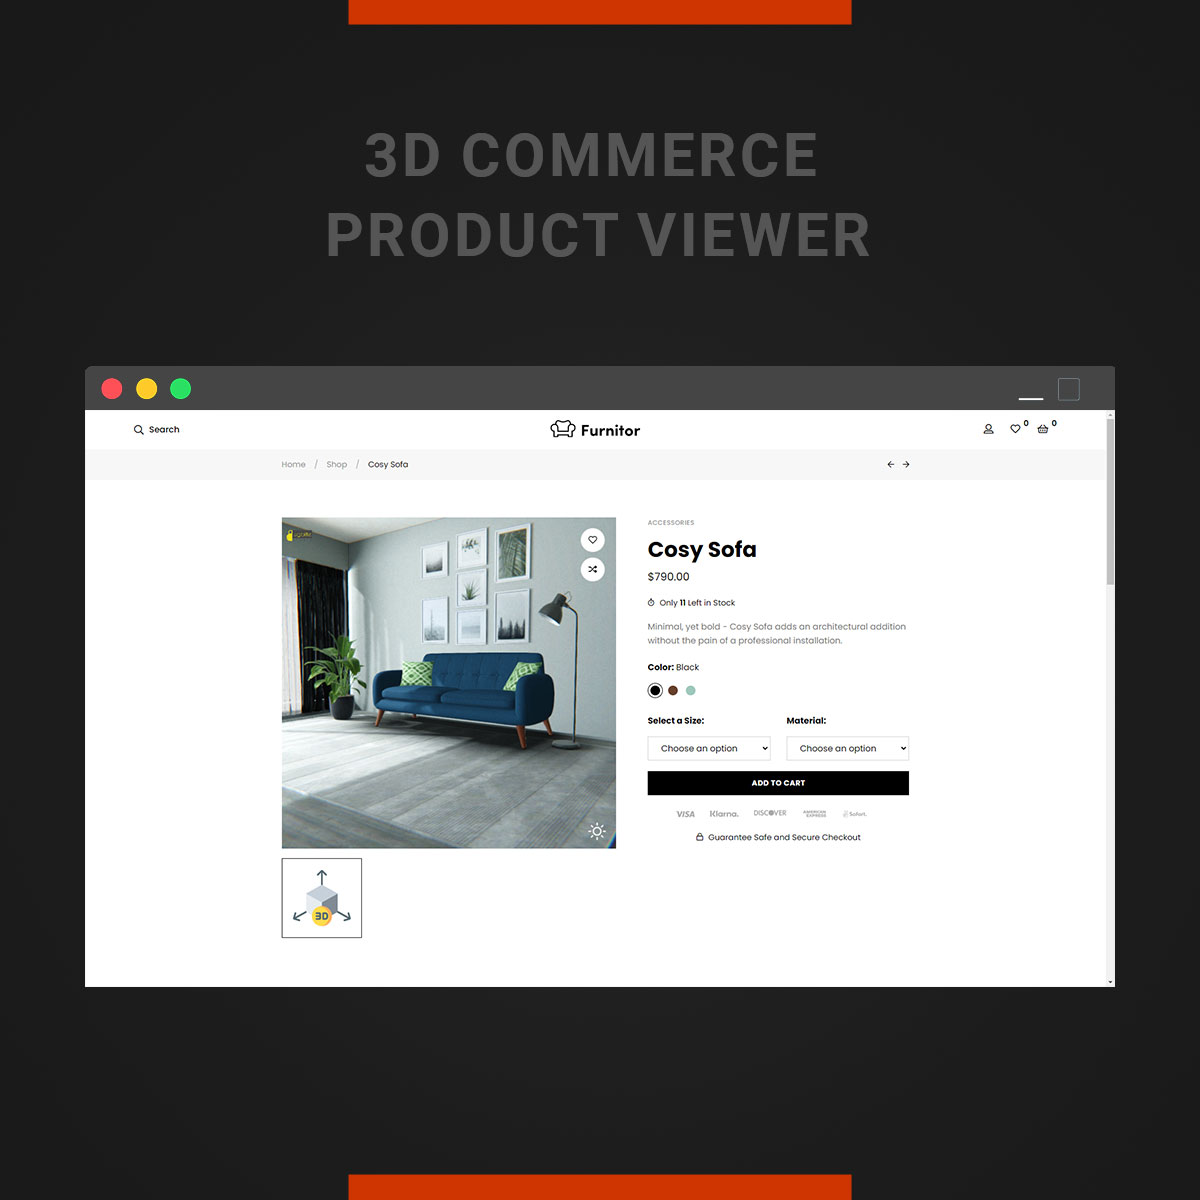 3D COMMERCE
PRODUCT VIEWER
Search
Furnitor
0
0
Home / Shop / Cosy Sofa
ACCESSORIES
Cosy Sofa
$790.00
Only 11 Left in Stock
Minimal, yet bold - Cosy Sofa adds an architectural addition
without the pain of a professional installation.
Color: Black
Select a Size:
Material:
Choose an option
Choose an option
ADD TO CART
VISA Klarna. DISCOVER AMERICAN EXPRESS Sofort.
Guarantee Safe and Secure Checkout
3D